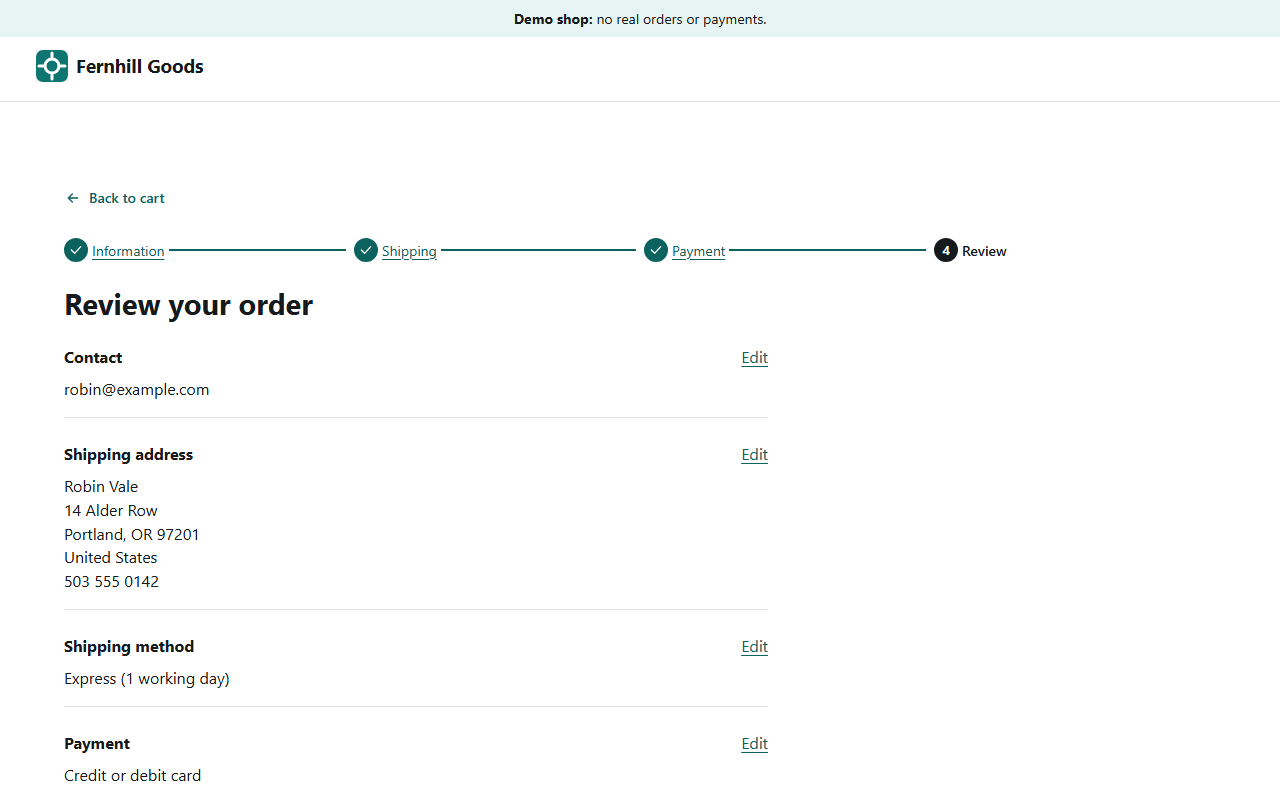 Demo shop: no real orders or payments.
Fernhill Goods
Back to cart
Information Shipping Payment 4 Review
Review your order
Contact Edit
robin@example.com
Shipping address Edit
Robin Vale
14 Alder Row
Portland, OR 97201
United States
503 555 0142
Shipping method Edit
Express (1 working day)
Payment Edit
Credit or debit card